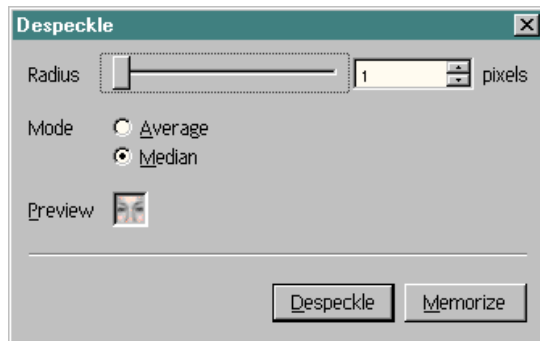 Despeckle
Radius 1 pixels
Mode Average
Median
Preview
Despeckle Memorize